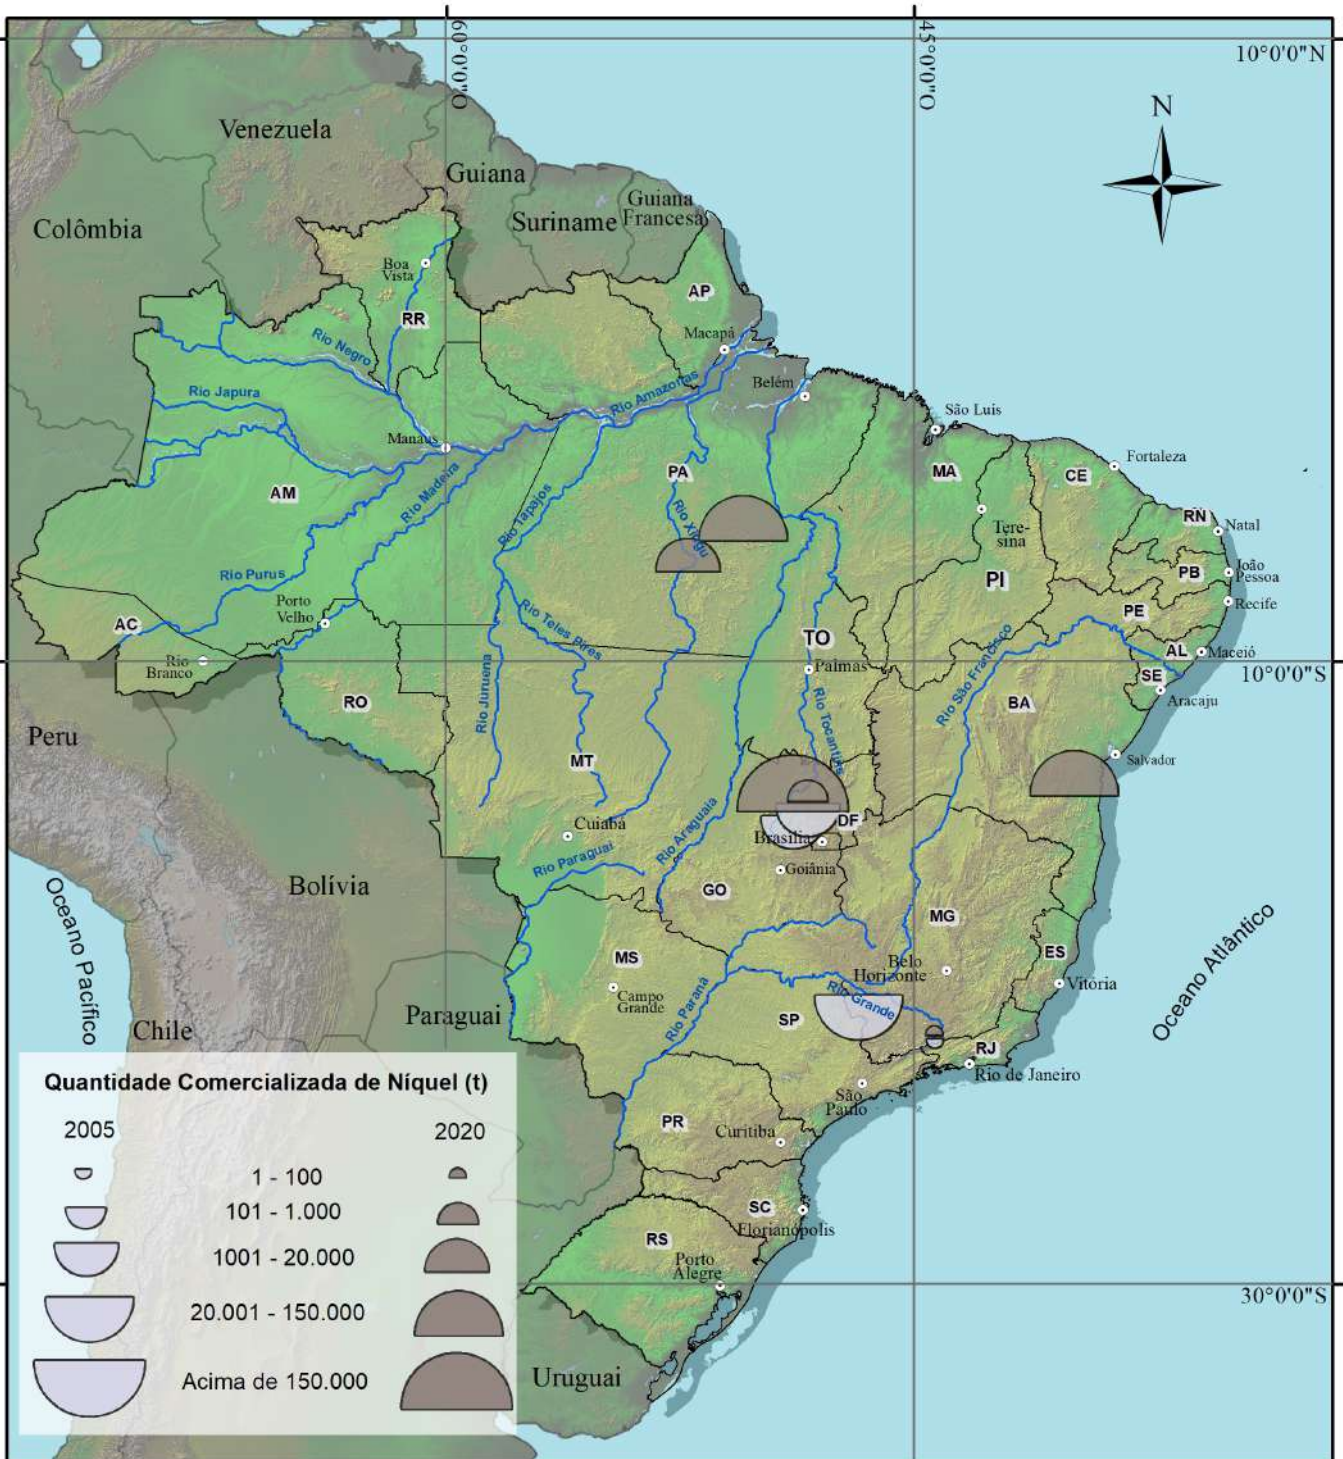 60°0'0"O
45°0'0"O
10°0'0"N
N
Venezuela
Guiana
Suriname
Guiana
Francesa
Colômbia
Boa
Vista
RR
AP
Macapá
Rio Negro
Rio Japura
Rio Amazonas
Belém
São Luis
Manaus
Fortaleza
AM
Rio Madeira
PA
MA
CE
Rio Tapajos
Rio Xingu
Tere-
sina
RN
Natal
Rio Purus
PI
PB
João
Pessoa
Recife
Porto
Velho
AC
Rio
Branco
Rio Teles Pires
TO
Palmas
PE
AL
Maceió
10°0'0"S
SE
Aracaju
RO
Rio Juruena
Rio São Francisco
BA
Peru
MT
Rio Tocantins
Salvador
Cuiabá
Rio Araguaia
DF
Brasília
Rio Paraguai
Goiânia
Bolívia
GO
MG
Oceano Pacífico
Oceano Atlântico
MS
Belo
Horizonte
ES
Vitória
Campo
Grande
Rio Paraná
Rio Grande
Paraguai
SP
Chile
RJ
Rio de Janeiro
São
Paulo
PR
Curitiba
SC
Florianópolis
RS
Porto
Alegre
30°0'0"S
Uruguai
Quantidade Comercializada de Níquel (t)
2005
2020
1 - 100
101 - 1.000
1001 - 20.000
20.001 - 150.000
Acima de 150.000